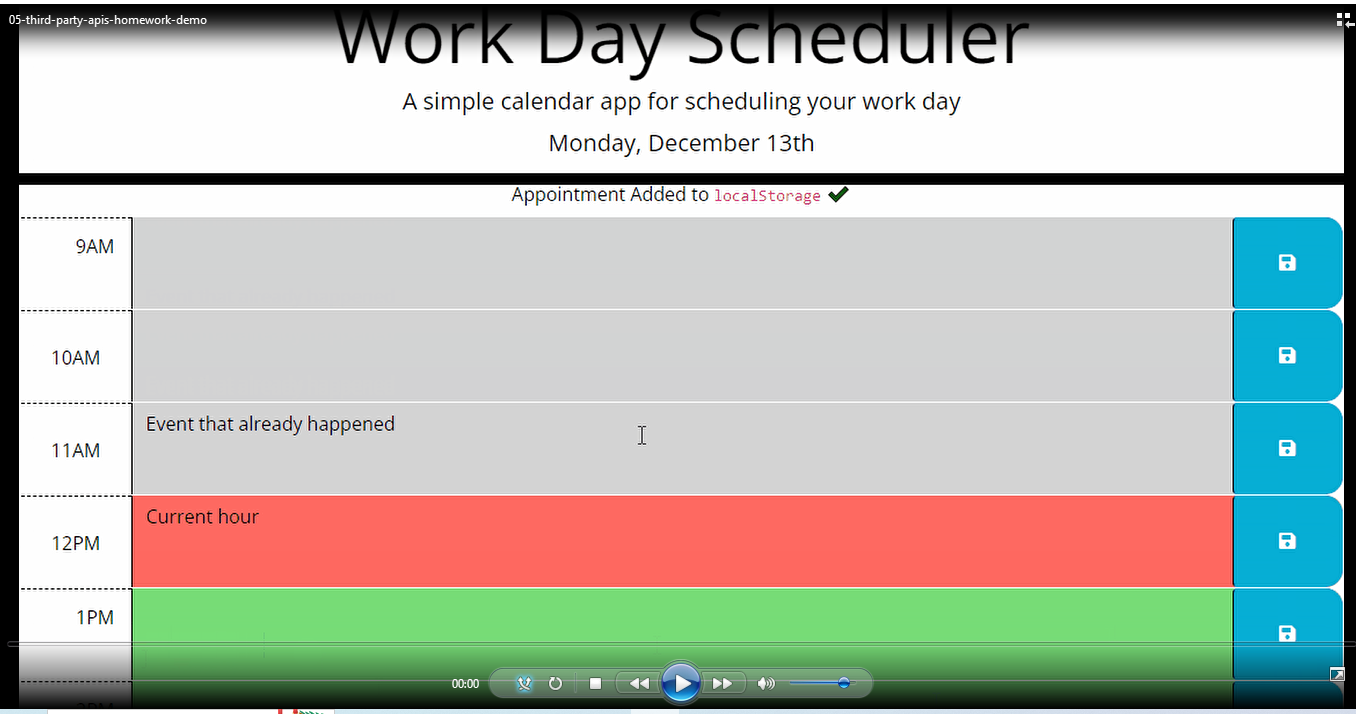 05-third-party-apis-homework-demo
Work Day Scheduler
A simple calendar app for scheduling your work day
Monday, December 13th
Appointment Added to localStorage
9AM
10AM
11AM Event that already happened
12PM Current hour
1PM
2PM
00:00